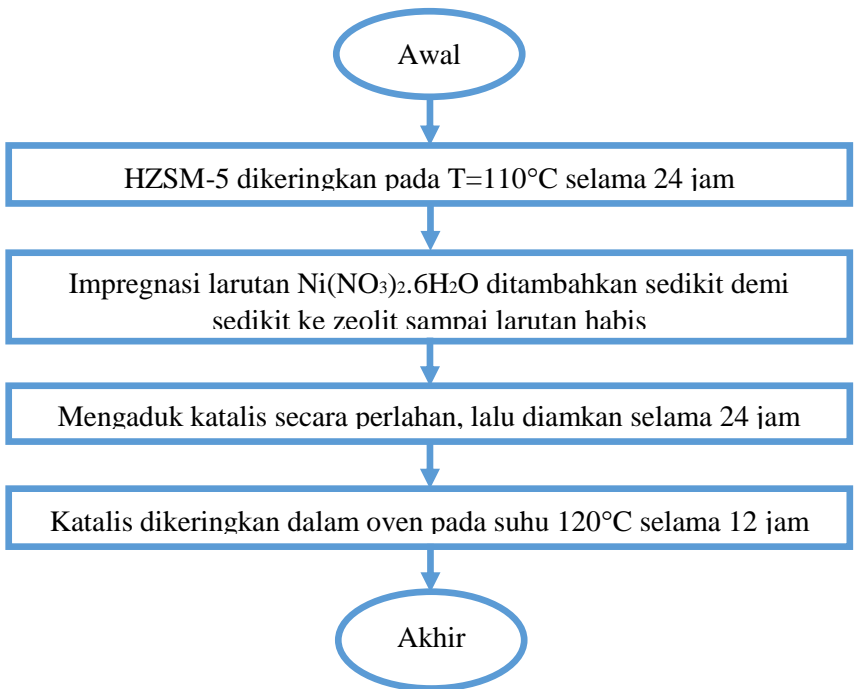 Awal
HZSM-5 dikeringkan pada T=110°C selama 24 jam
Impregnasi larutan Ni(NO₃)₂.6H₂O ditambahkan sedikit demi
sedikit ke zeolit sampai larutan habis
Mengaduk katalis secara perlahan, lalu diamkan selama 24 jam
Katalis dikeringkan dalam oven pada suhu 120°C selama 12 jam
Akhir